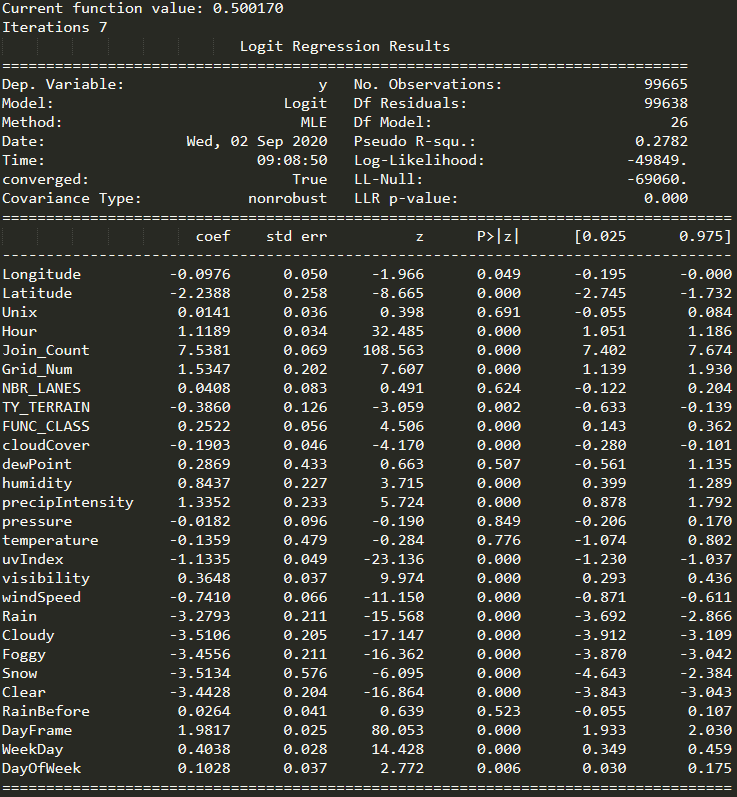 Current function value: 0.500170
Iterations 7
Logit Regression Results
==============================================================================
Dep. Variable: y No. Observations: 99665
Model: Logit Df Residuals: 99638
Method: MLE Df Model: 26
Date: Wed, 02 Sep 2020 Pseudo R-squ.: 0.2782
Time: 09:08:50 Log-Likelihood: -49849.
converged: True LL-Null: -69060.
Covariance Type: nonrobust LLR p-value: 0.000
===================================================================================
coef std err z P>|z| [0.025 0.975]
-----------------------------------------------------------------------------------
Longitude -0.0976 0.050 -1.966 0.049 -0.195 -0.000
Latitude -2.2388 0.258 -8.665 0.000 -2.745 -1.732
Unix 0.0141 0.036 0.398 0.691 -0.055 0.084
Hour 1.1189 0.034 32.485 0.000 1.051 1.186
Join_Count 7.5381 0.069 108.563 0.000 7.402 7.674
Grid_Num 1.5347 0.202 7.607 0.000 1.139 1.930
NBR_LANES 0.0408 0.083 0.491 0.624 -0.122 0.204
TY_TERRAIN -0.3860 0.126 -3.059 0.002 -0.633 -0.139
FUNC_CLASS 0.2522 0.056 4.506 0.000 0.143 0.362
cloudCover -0.1903 0.046 -4.170 0.000 -0.280 -0.101
dewPoint 0.2869 0.433 0.663 0.507 -0.561 1.135
humidity 0.8437 0.227 3.715 0.000 0.399 1.289
precipIntensity 1.3352 0.233 5.724 0.000 0.878 1.792
pressure -0.0182 0.096 -0.190 0.849 -0.206 0.170
temperature -0.1359 0.479 -0.284 0.776 -1.074 0.802
uvIndex -1.1335 0.049 -23.136 0.000 -1.230 -1.037
visibility 0.3648 0.037 9.974 0.000 0.293 0.436
windSpeed -0.7410 0.066 -11.150 0.000 -0.871 -0.611
Rain -3.2793 0.211 -15.568 0.000 -3.692 -2.866
Cloudy -3.5106 0.205 -17.147 0.000 -3.912 -3.109
Foggy -3.4556 0.211 -16.362 0.000 -3.870 -3.042
Snow -3.5134 0.576 -6.095 0.000 -4.643 -2.384
Clear -3.4428 0.204 -16.864 0.000 -3.843 -3.043
RainBefore 0.0264 0.041 0.639 0.523 -0.055 0.107
DayFrame 1.9817 0.025 80.053 0.000 1.933 2.030
WeekDay 0.4038 0.028 14.428 0.000 0.349 0.459
DayOfWeek 0.1028 0.037 2.772 0.006 0.030 0.175
===================================================================================